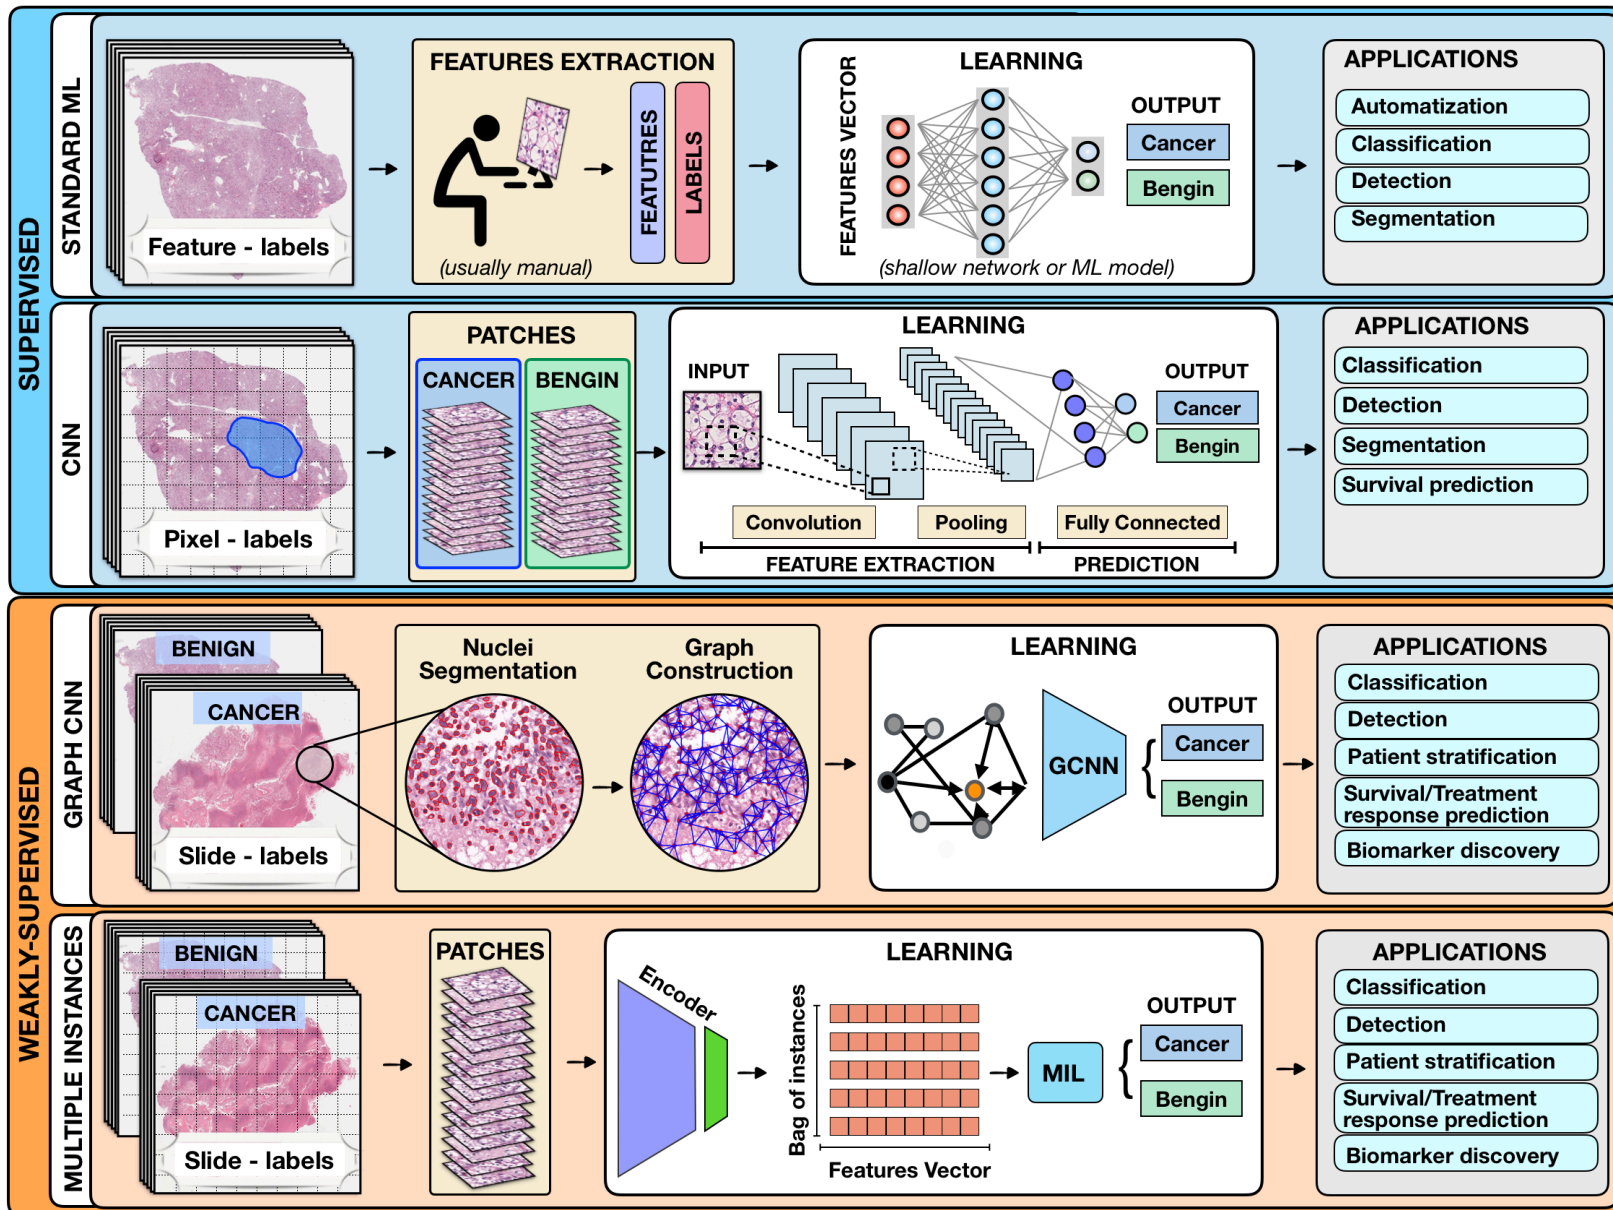 SUPERVISED
STANDARD ML
Feature - labels
FEATURES EXTRACTION
FEATUTRES
LABELS
(usually manual)
LEARNING
FEATURES VECTOR
OUTPUT
Cancer
Bengin
(shallow network or ML model)
APPLICATIONS
Automatization
Classification
Detection
Segmentation
CNN
Pixel - labels
PATCHES
CANCER
BENGIN
LEARNING
INPUT
OUTPUT
Cancer
Bengin
Convolution
Pooling
Fully Connected
FEATURE EXTRACTION
PREDICTION
APPLICATIONS
Classification
Detection
Segmentation
Survival prediction
WEAKLY-SUPERVISED
GRAPH CNN
BENIGN
CANCER
Slide - labels
Nuclei
Segmentation
Graph
Construction
LEARNING
GCNN
OUTPUT
Cancer
Bengin
APPLICATIONS
Classification
Detection
Patient stratification
Survival/Treatment
response prediction
Biomarker discovery
MULTIPLE INSTANCES
BENIGN
CANCER
Slide - labels
PATCHES
LEARNING
Encoder
Bag of instances
Features Vector
MIL
OUTPUT
Cancer
Bengin
APPLICATIONS
Classification
Detection
Patient stratification
Survival/Treatment
response prediction
Biomarker discovery